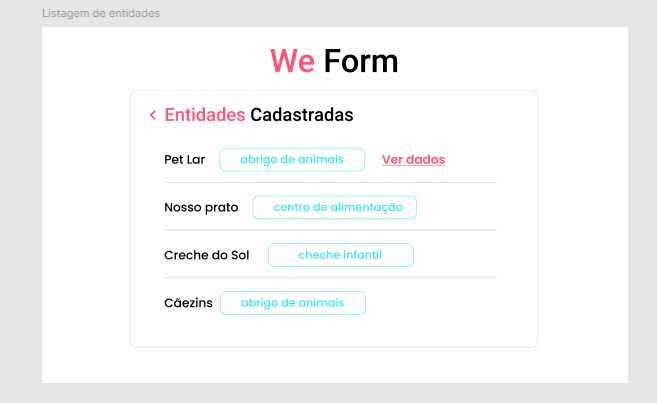 Listagem de entidades
We Form
< Entidades Cadastradas
Pet Lar abrigo de animais Ver dados
Nosso prato centro de alimentação
Creche do Sol cheche infantil
Cãezins abrigo de animais